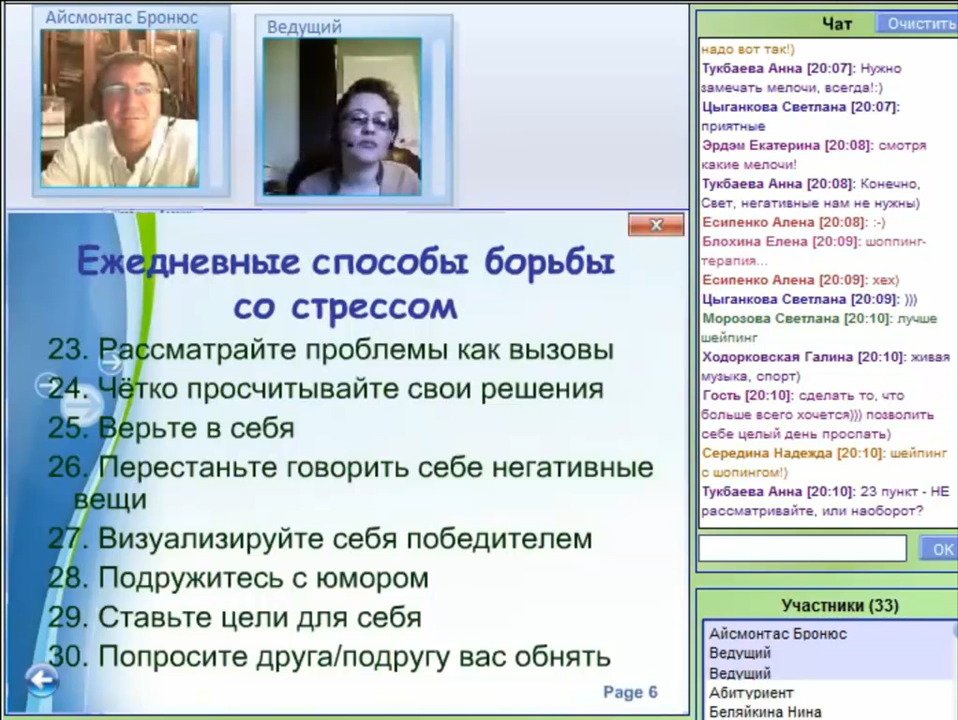 Айсмонтас Бронюс
Ведущий
Ежедневные способы борьбы
со стрессом
23. Рассматрайте проблемы как вызовы
24. Чётко просчитывайте свои решения
25. Верьте в себя
26. Перестаньте говорить себе негативные
вещи
27. Визуализируйте себя победителем
28. Подружитесь с юмором
29. Ставьте цели для себя
30. Попросите друга/подругу вас обнять
Page 6
Чат
Очистить
надо вот так!)
Тукбаева Анна [20:07]: Нужно
замечать мелочи, всегда!:)
Цыганкова Светлана [20:07]:
приятные
Эрдэм Екатерина [20:08]: смотря
какие мелочи!
Тукбаева Анна [20:08]: Конечно,
Свет, негативные нам не нужны)
Есипенко Алена [20:08]: :-)
Блохина Елена [20:09]: шоппинг-
терапия...
Есипенко Алена [20:09]: хех)
Цыганкова Светлана [20:09]: )))
Морозова Светлана [20:10]: лучше
шейпинг
Ходорковская Галина [20:10]: живая
музыка, спорт)
Гость [20:10]: сделать то, что
больше всего хочется))) позволить
себе целый день проспать)
Середина Надежда [20:10]: шейпинг
с шопингом!)
Тукбаева Анна [20:10]: 23 пункт - НЕ
рассматривайте, или наоборот?
ОК
Участники (33)
Айсмонтас Бронюс
Ведущий
Ведущий
Абитуриент
Беляйкина Нина